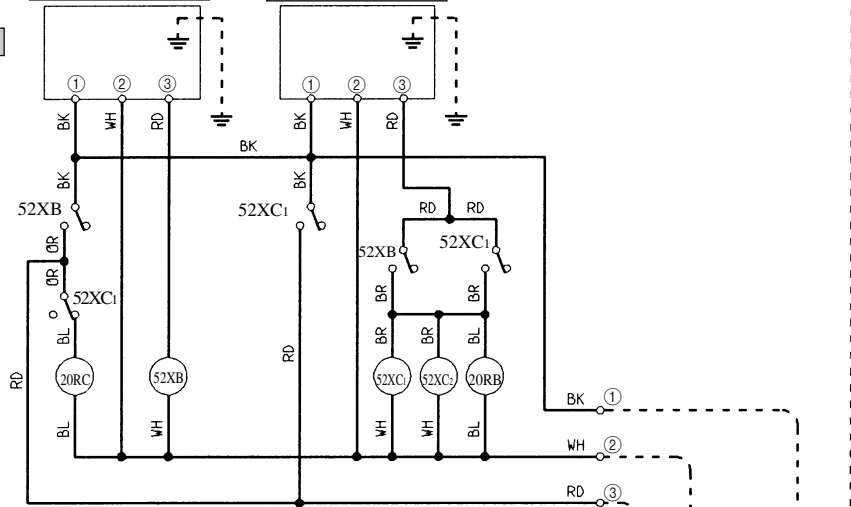 ① ② ③ ① ② ③
BK WH RD BK WH RD
BK
BK BK
52XB 52XC1 RD RD
OR 52XB 52XC1
OR
52XC1 BR BR
BL RD BR BR BL
RD 20RC 52XB 52XC1 52XC2 20RB
BK ①
BL WH WH WH BL
WH ②
RD ③